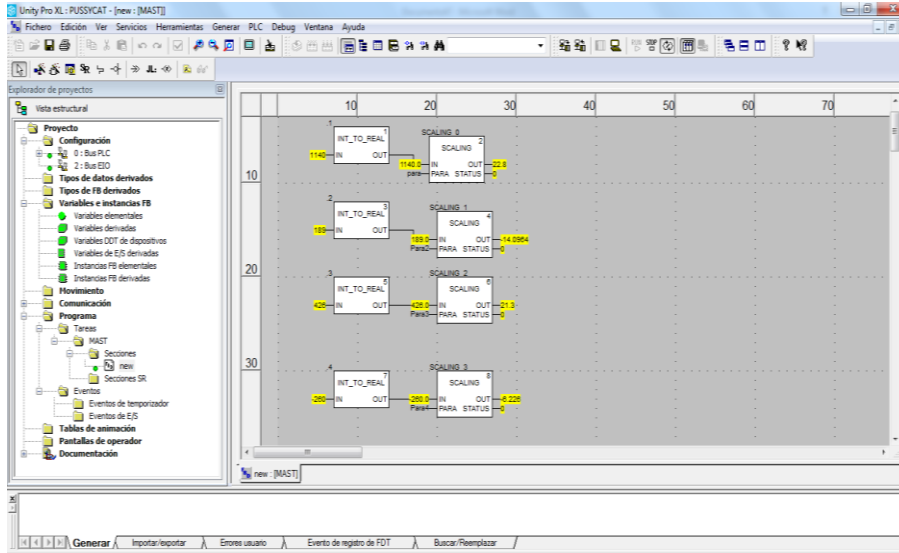 Unity Pro XL : PUSSYCAT - [new : [MAST]]
Fichero Edición Ver Servicios Herramientas Generar PLC Debug Ventana Ayuda
Explorador de proyectos
Vista estructural
Proyecto
Configuración
0 : Bus PLC
2 : Bus EIO
Tipos de datos derivados
Tipos de FB derivados
Variables e instancias FB
Variables elementales
Variables derivadas
Variables DDT de dispositivos
Variables de E/S derivadas
Instancias FB elementales
Instancias FB derivadas
Movimiento
Comunicación
Programa
Tareas
MAST
Secciones
new
Secciones SR
Eventos
Eventos de temporizador
Eventos de E/S
Tablas de animación
Pantallas de operador
Documentación
10 20 30 40 50 60 70
.1 1 SCALING_0 2
INT_TO_REAL SCALING
1140 IN OUT 1140.0 IN OUT 22.8
para PARA STATUS 0
10
.2 3 SCALING_1 4
INT_TO_REAL SCALING
189 IN OUT 189.0 IN OUT -14.0964
Para2 PARA STATUS 0
20
.3 5 SCALING_2 6
INT_TO_REAL SCALING
426 IN OUT 426.0 IN OUT 21.3
Para3 PARA STATUS 0
30
.4 7 SCALING_3 8
INT_TO_REAL SCALING
-260 IN OUT -260.0 IN OUT
Para4 PARA STATUS 0
new : [MAST]
Generar Importar/exportar Errores usuario Evento de registro de FDT Buscar/Reemplazar